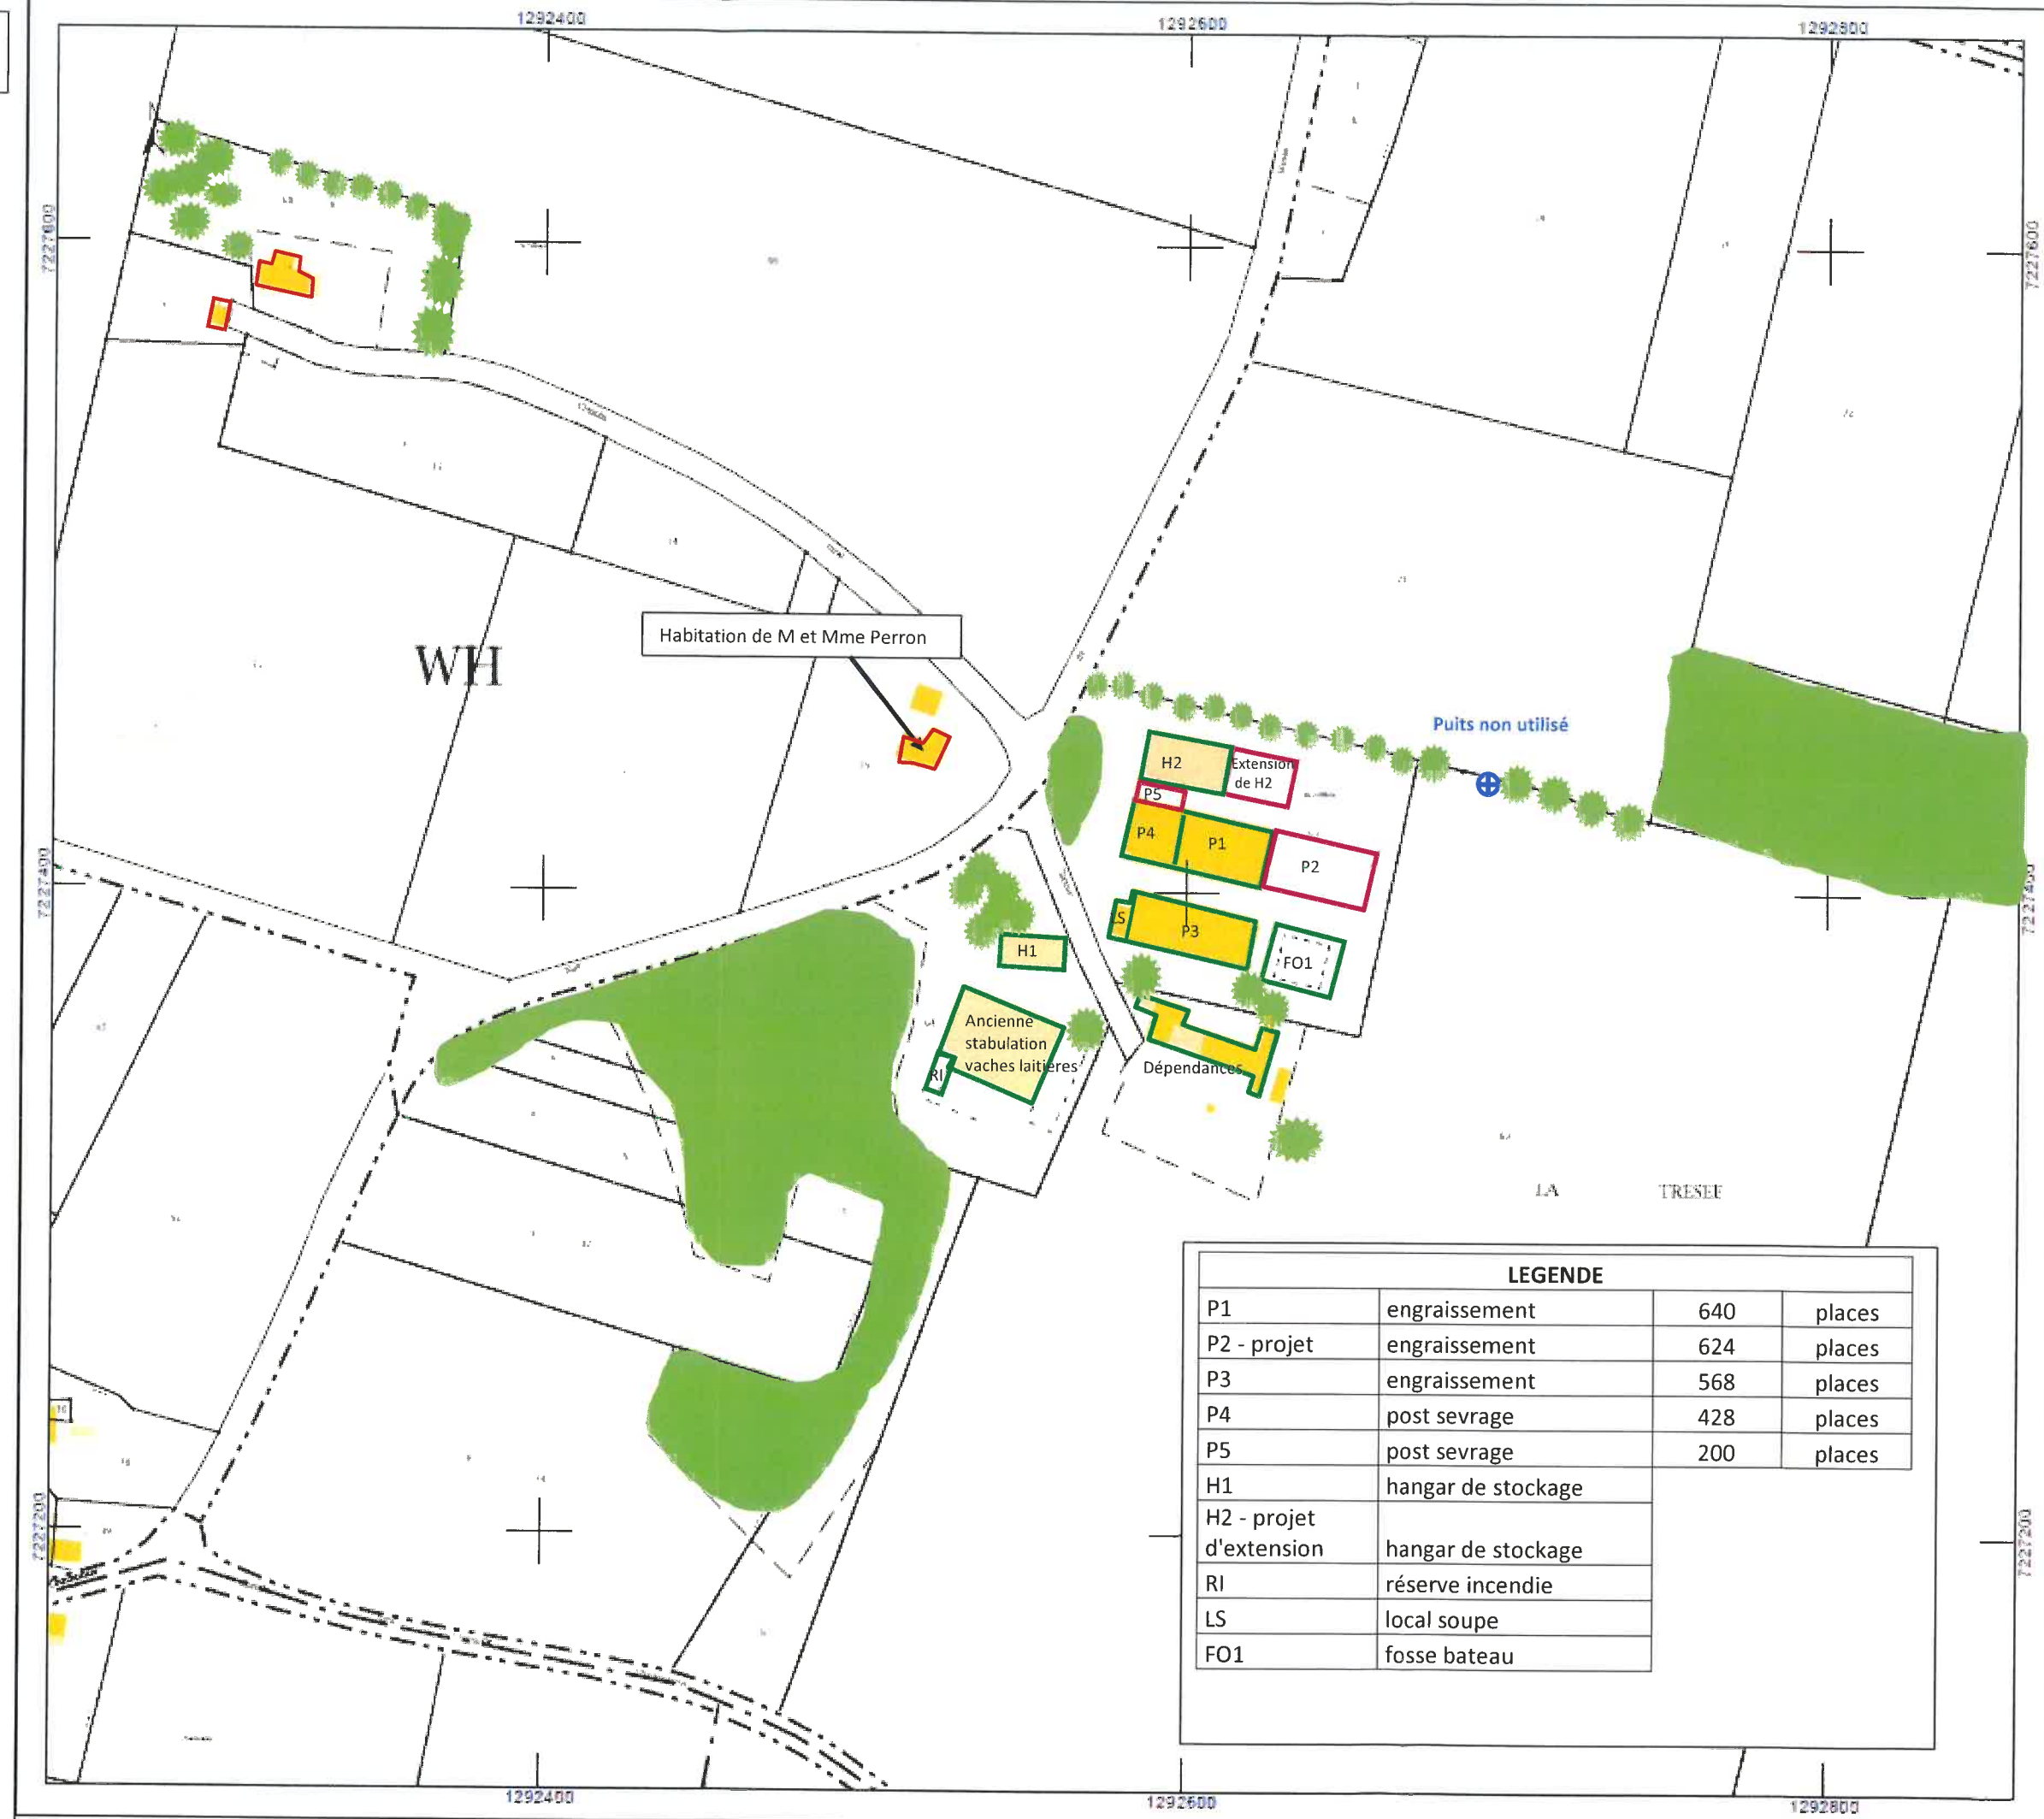 1292400
1292600
1292800
7227600
7227600
Habitation de M et Mme Perron
WH
Puits non utilisé
H2
Extension
de H2
P5
P4
P1
P2
7227400
7227400
LS
P3
FO1
H1
Ancienne
stabulation
vaches laitières
RI
Dépendances
LA TRESEE
LEGENDE
P1 engraissement 640 places
P2 - projet engraissement 624 places
P3 engraissement 568 places
P4 post sevrage 428 places
P5 post sevrage 200 places
H1 hangar de stockage
H2 - projet
d'extension hangar de stockage
RI réserve incendie
LS local soupe
FO1 fosse bateau
7227200
7227200
1292400
1292600
1292800